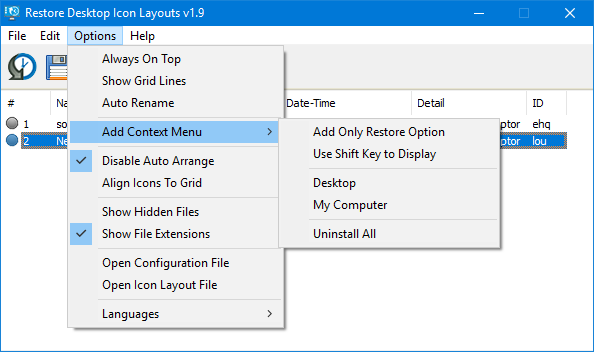 Restore Desktop Icon Layouts v1.9
File Edit Options Help
# Na Date-Time Detail ID
1 so ptor ehq
2 Ne ptor lou
Always On Top
Show Grid Lines
Auto Rename
Add Context Menu
Disable Auto Arrange
Align Icons To Grid
Show Hidden Files
Show File Extensions
Open Configuration File
Open Icon Layout File
Languages
Add Only Restore Option
Use Shift Key to Display
Desktop
My Computer
Uninstall All